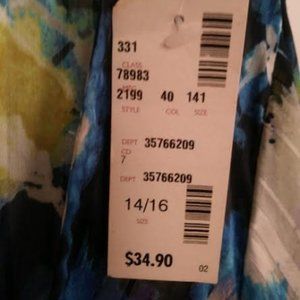 331
CLASS
78983
2199 40 141
STYLE COL SIZE
DEPT 35766209
CD
7
DEPT 35766209
14/16
SIZE
$34.90
02